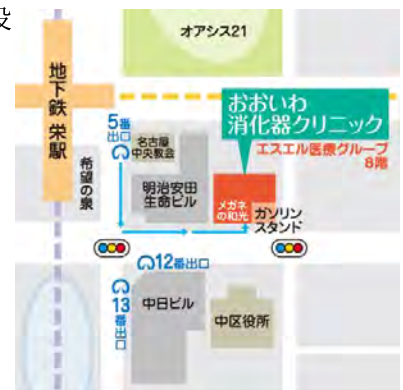 役
オアシス21
地下鉄 栄駅
おおいわ
消化器クリニック
エスエル医療グループ
8階
5番
出口
名古屋
中央教会
希望の泉
明治安田
生命ビル
メガネ
の和光
ガソリン
スタンド
12番出口
13
番出口
中日ビル
中区役所